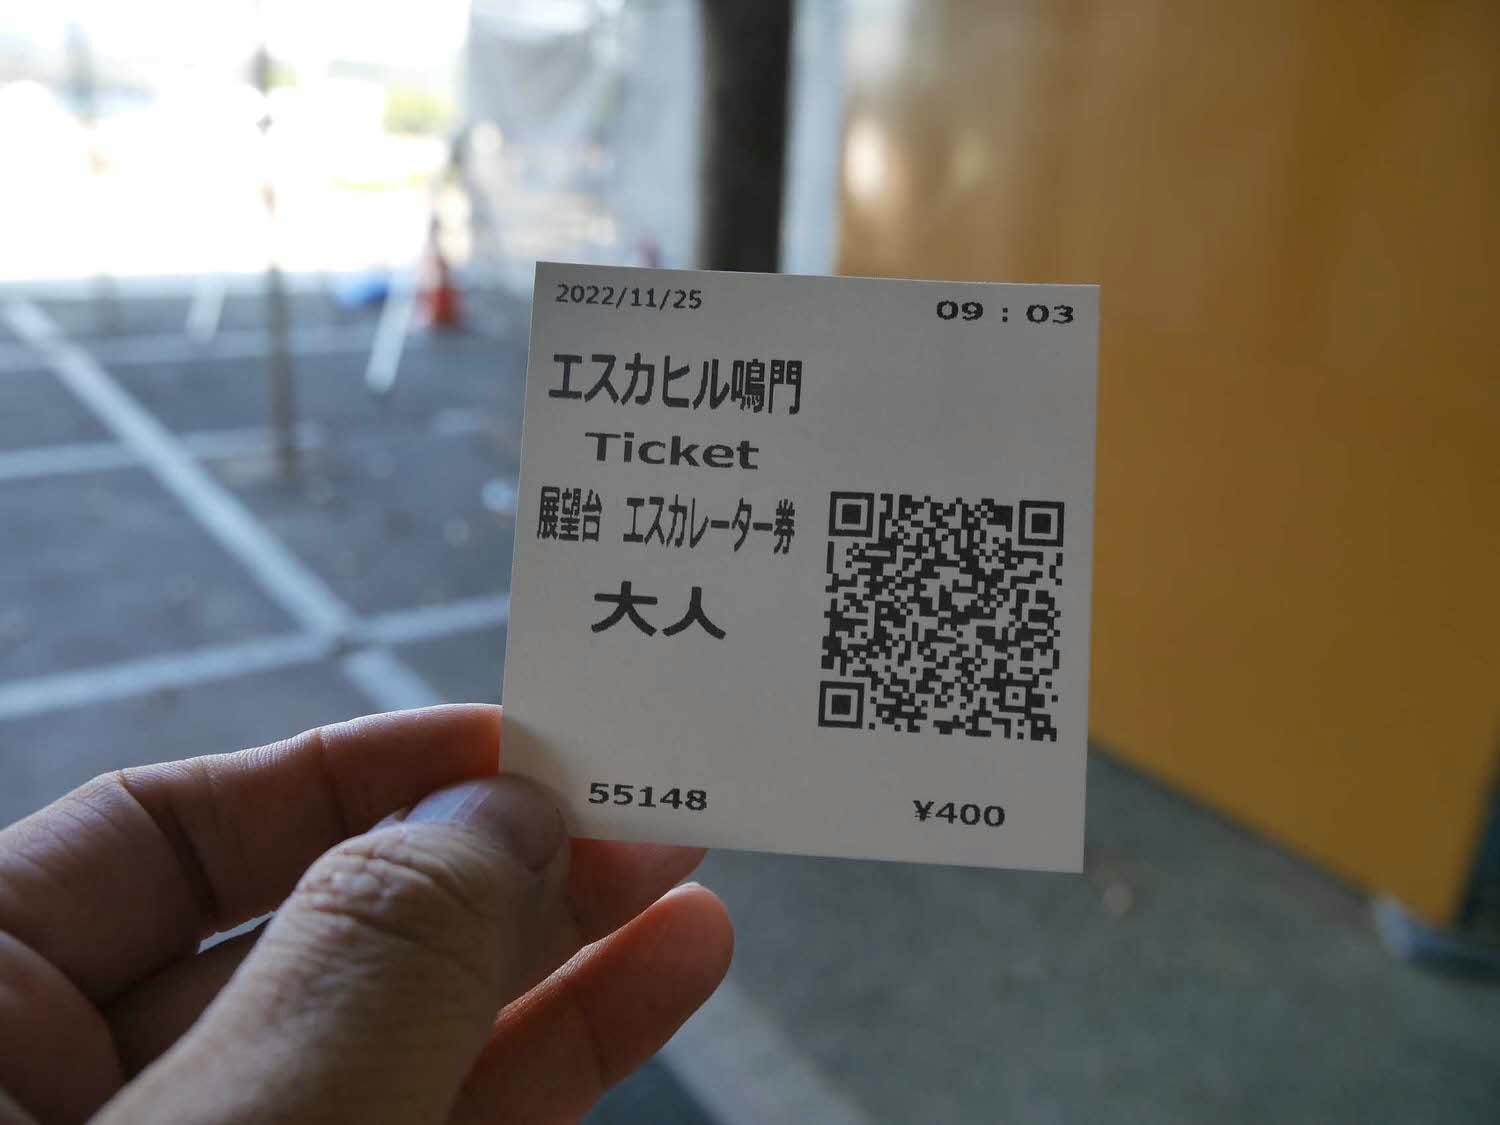 2022/11/25 09 : 03
エスカヒル鳴門
Ticket
展望台 エスカレーター券
大人
55148 ¥400